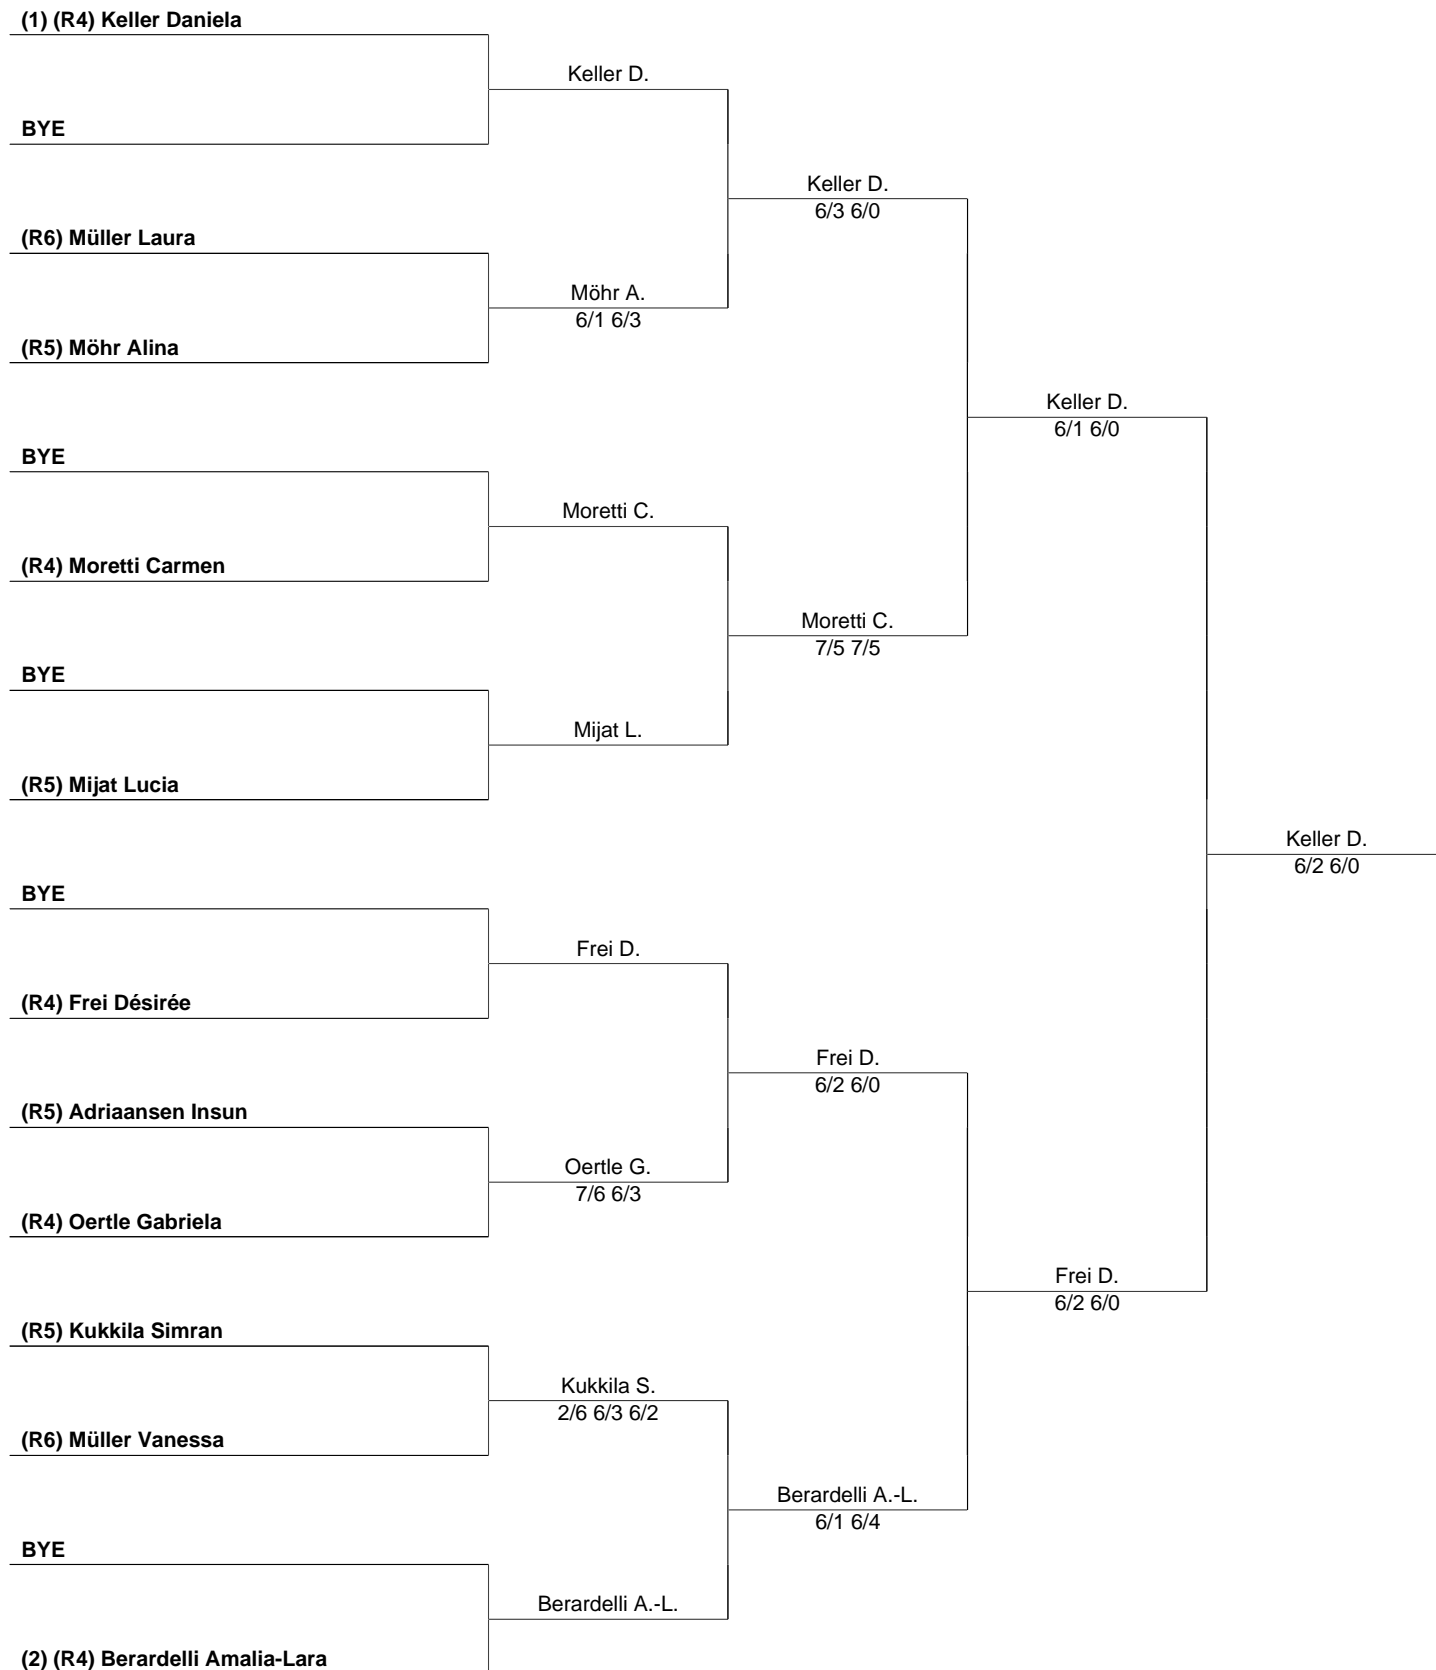 (1) (R4) Keller Daniela
Keller D.
BYE
Keller D.
6/3 6/0
(R6) Müller Laura
Möhr A.
6/1 6/3
(R5) Möhr Alina
Keller D.
6/1 6/0
BYE
Moretti C.
(R4) Moretti Carmen
Moretti C.
7/5 7/5
BYE
Mijat L.
(R5) Mijat Lucia
Keller D.
6/2 6/0
BYE
Frei D.
(R4) Frei Désirée
Frei D.
6/2 6/0
(R5) Adriaansen Insun
Oertle G.
7/6 6/3
(R4) Oertle Gabriela
Frei D.
6/2 6/0
(R5) Kukkila Simran
Kukkila S.
2/6 6/3 6/2
(R6) Müller Vanessa
Berardelli A.-L.
6/1 6/4
BYE
Berardelli A.-L.
(2) (R4) Berardelli Amalia-Lara